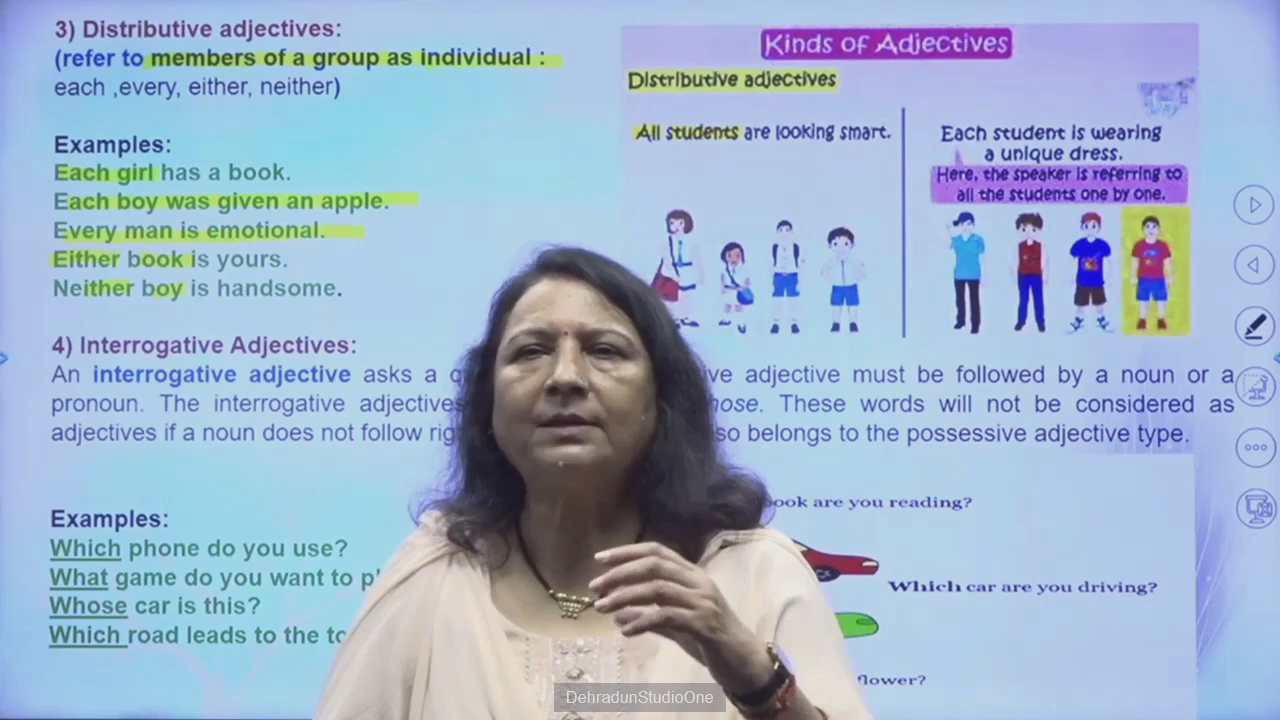 3) Distributive adjectives:
(refer to members of a group as individual :
each ,every, either, neither)
Examples:
Each girl has a book.
Each boy was given an apple.
Every man is emotional.
Either book is yours.
Neither boy is handsome.
Kinds of Adjectives
Distributive adjectives
All students are looking smart.
Each student is wearing
a unique dress.
Here, the speaker is referring to
all the students one by one.
4) Interrogative Adjectives:
An interrogative adjective asks a adjective must be followed by a noun or a
pronoun. The interrogative adjectives These words will not be considered as
adjectives if a noun does not follow belongs to the possessive adjective type.
Examples:
Which phone do you use?
What game do you want to
Whose car is this?
Which road leads to the
are you reading?
Which car are you driving?
flower?
DehradunStudioOne